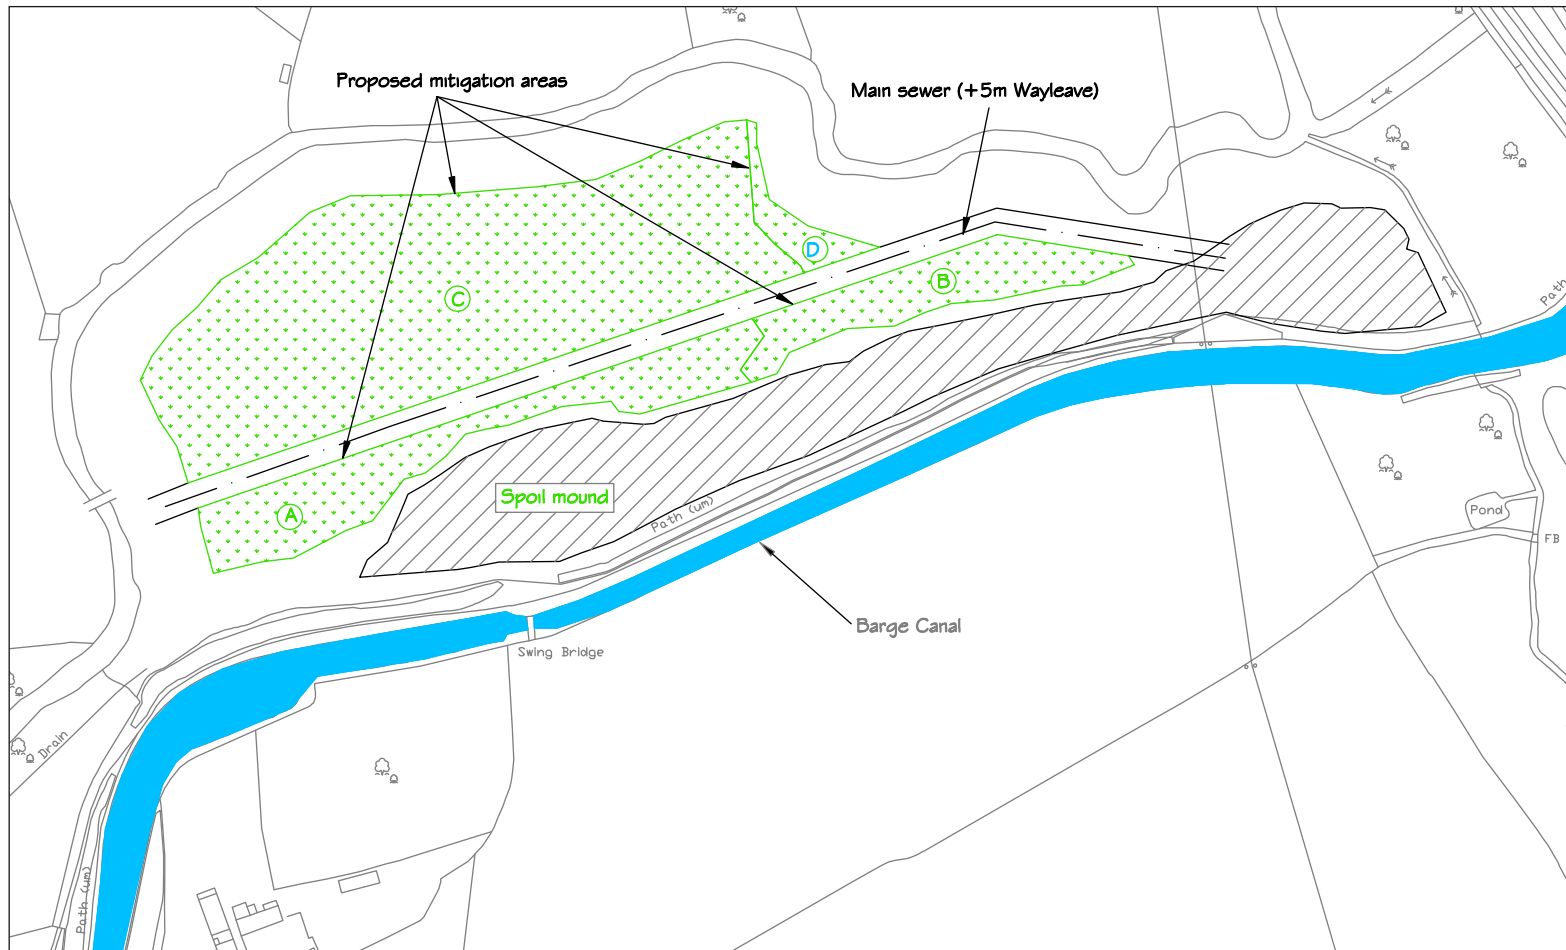 Proposed mitigation areas
Main sewer (+5m Wayleave)
Path
D
B
C
Spoil mound
A
Path (um)
Pond
FB
Barge Canal
Swing Bridge
Drain
Path (um)